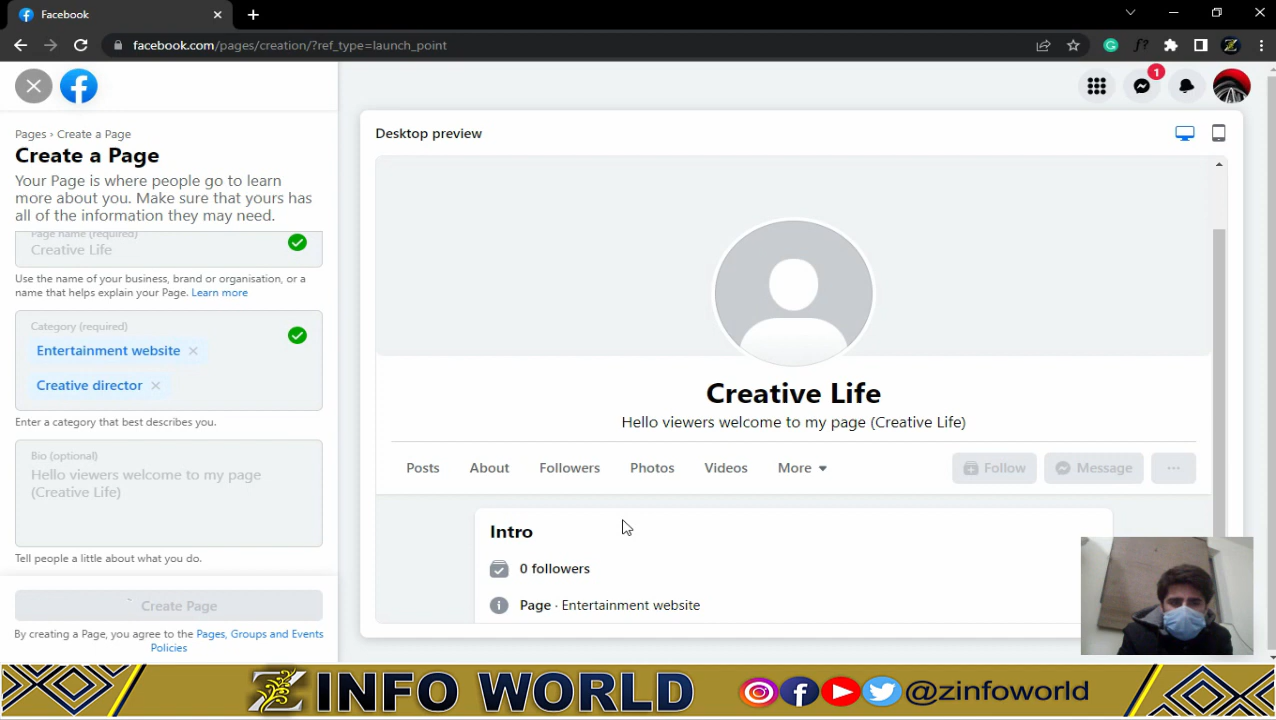 Facebook
facebook.com/pages/creation/?ref_type=launch_point
1
Pages › Create a Page
Create a Page
Your Page is where people go to learn
more about you. Make sure that yours has
all of the information they may need.
Page name (required)
Creative Life
Use the name of your business, brand or organisation, or a
name that helps explain your Page. Learn more
Category (required)
Entertainment website
Creative director
Enter a category that best describes you.
Bio (optional)
Hello viewers welcome to my page
(Creative Life)
Tell people a little about what you do.
Create Page
By creating a Page, you agree to the Pages, Groups and Events
Policies
Desktop preview
Creative Life
Hello viewers welcome to my page (Creative Life)
Posts About Followers Photos Videos More Follow Message
Intro
0 followers
Page · Entertainment website
Z INFO WORLD @zinfoworld